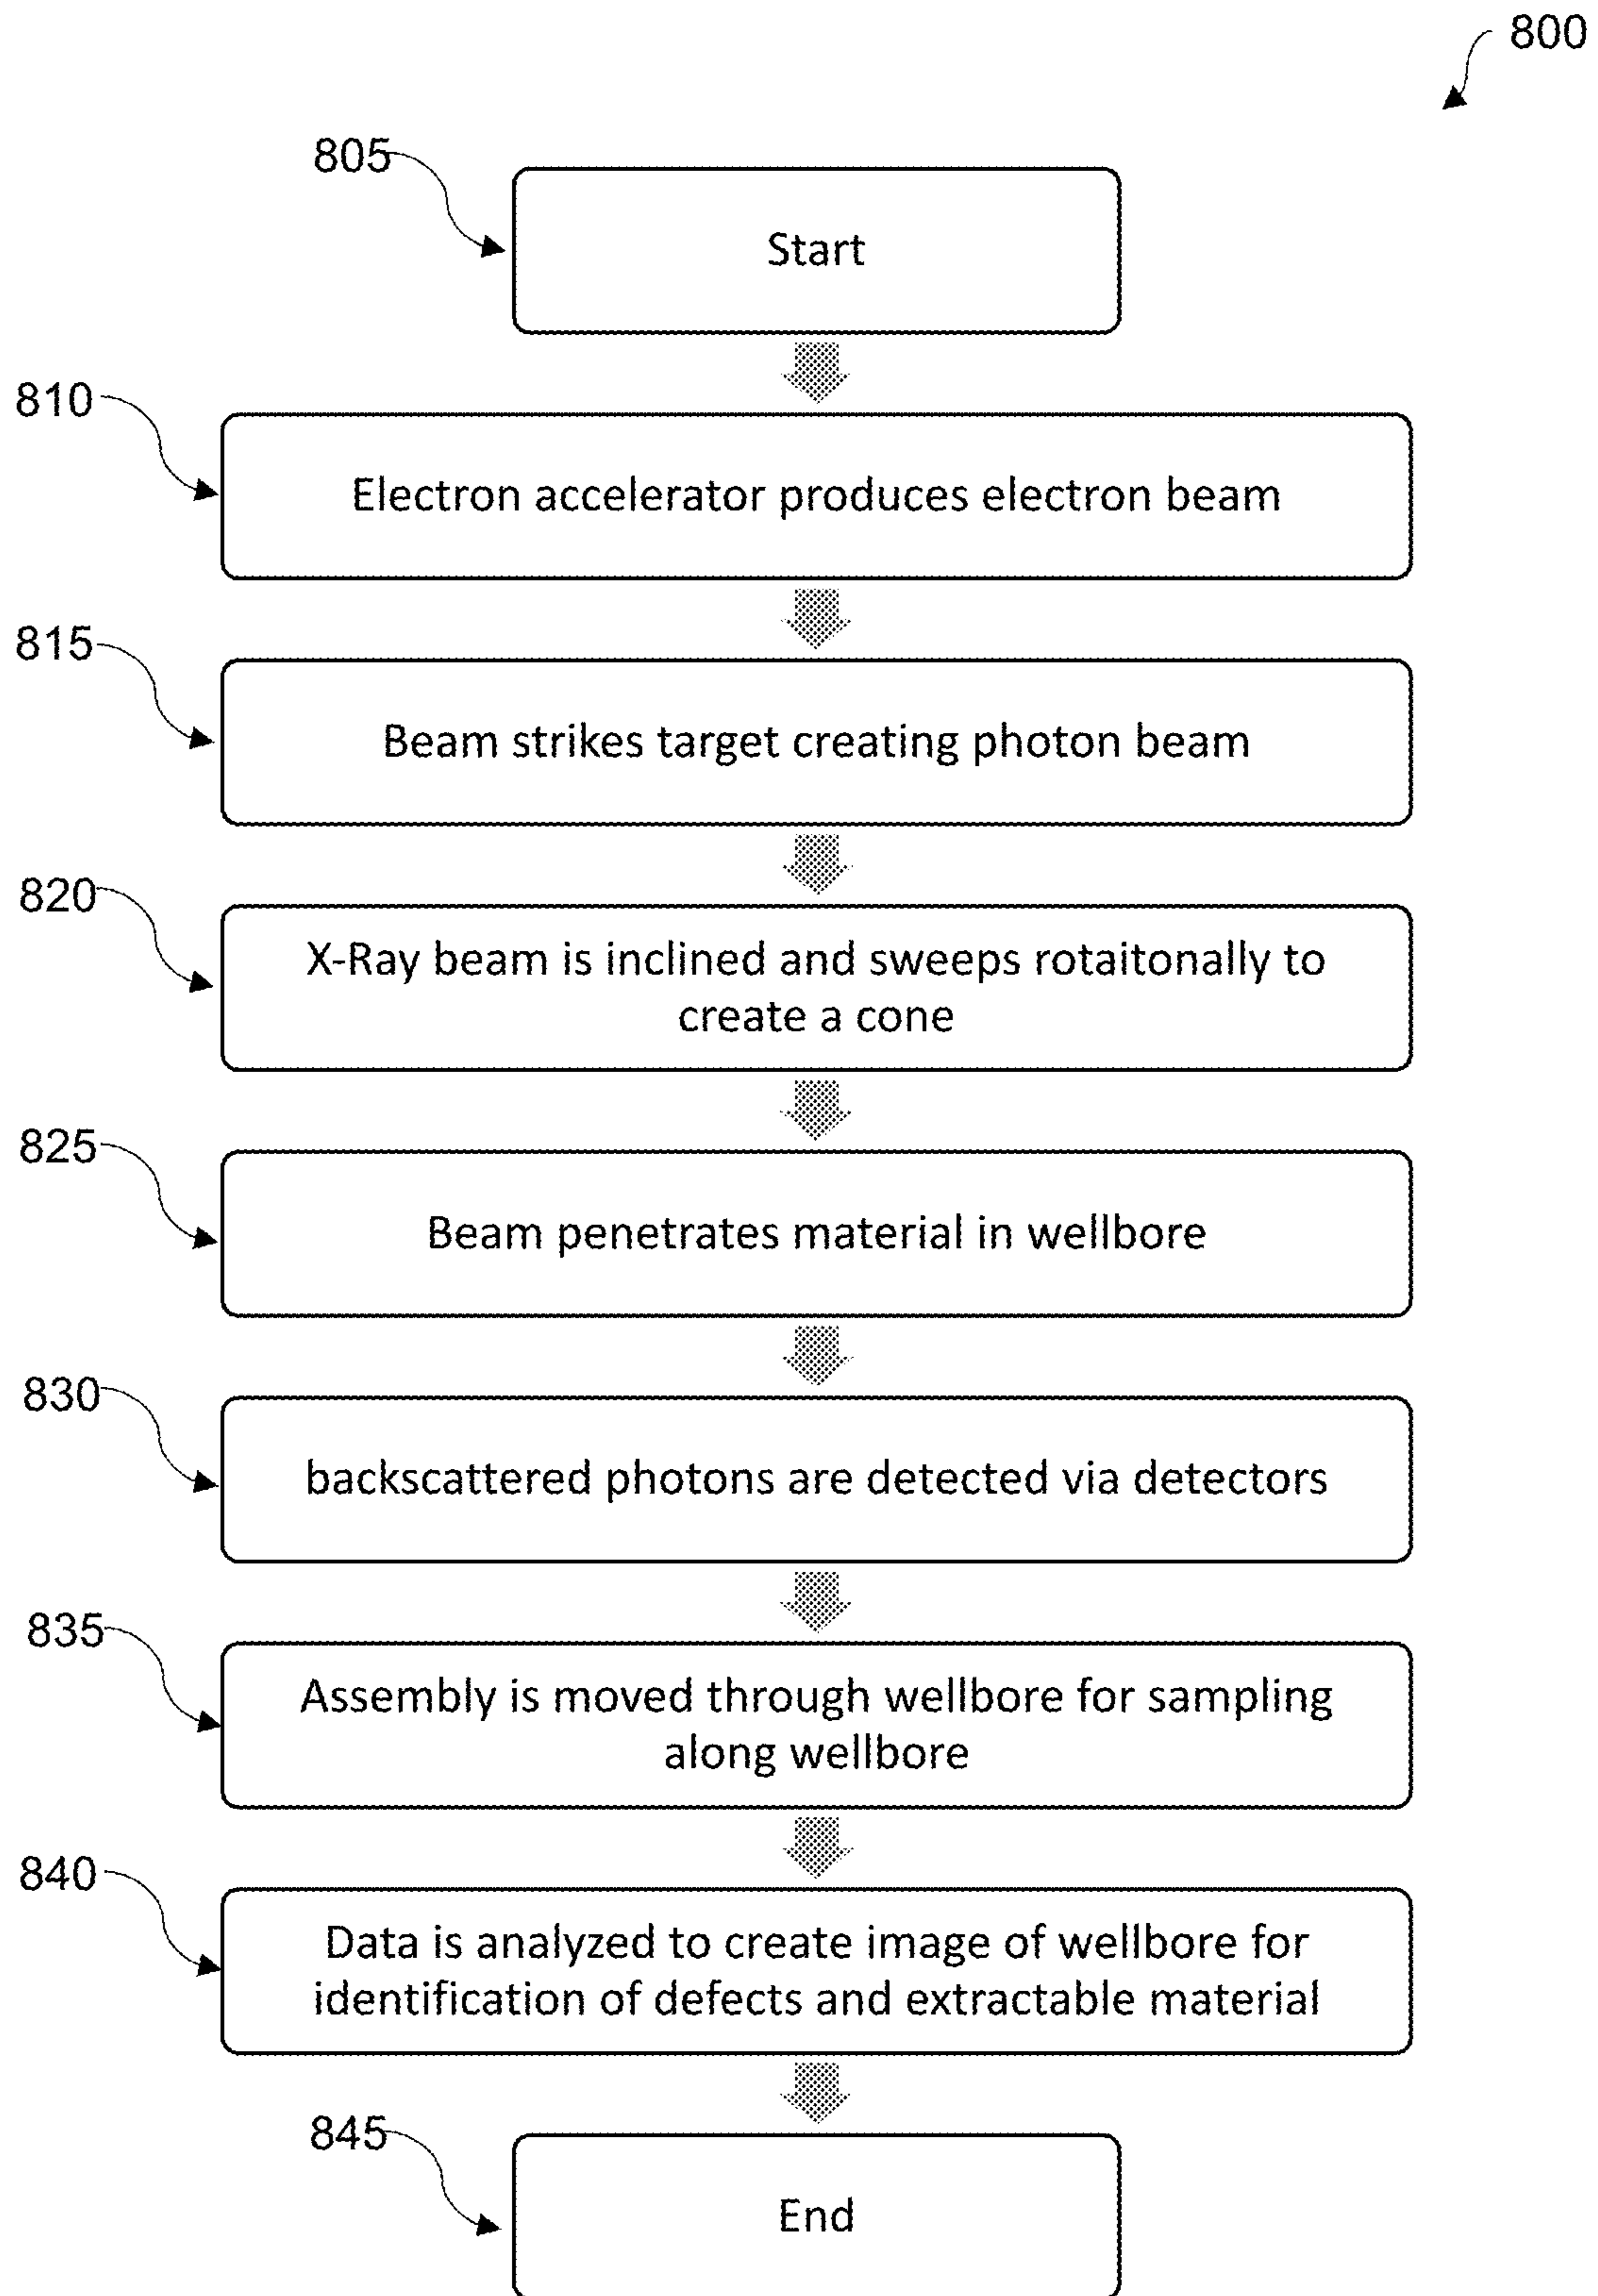 800
805
Start
810
Electron accelerator produces electron beam
815
Beam strikes target creating photon beam
820
X-Ray beam is inclined and sweeps rotaitonally to
create a cone
825
Beam penetrates material in wellbore
830
backscattered photons are detected via detectors
835
Assembly is moved through wellbore for sampling
along wellbore
840
Data is analyzed to create image of wellbore for
identification of defects and extractable material
845
End